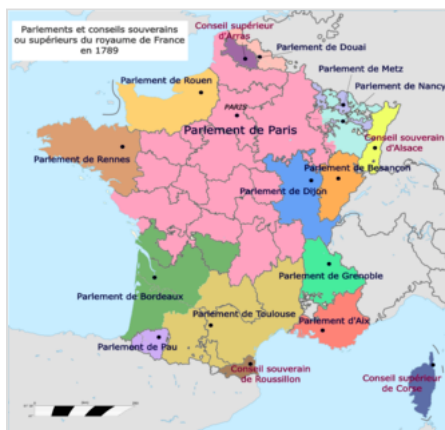 Parlements et conseils souverains
ou supérieurs du royaume de France
en 1789
Conseil supérieur
d'Arras
Parlement de Douai
Parlement de Metz
Parlement de Nancy
Parlement de Rouen
PARIS
Parlement de Paris
Conseil souverain
d'Alsace
Parlement de Rennes
Parlement de Besançon
Parlement de Dijon
Parlement de Grenoble
Parlement de Bordeaux
Parlement de Toulouse
Parlement d'Aix
Parlement de Pau
Conseil souverain
de Roussillon
Conseil supérieur
de Corse